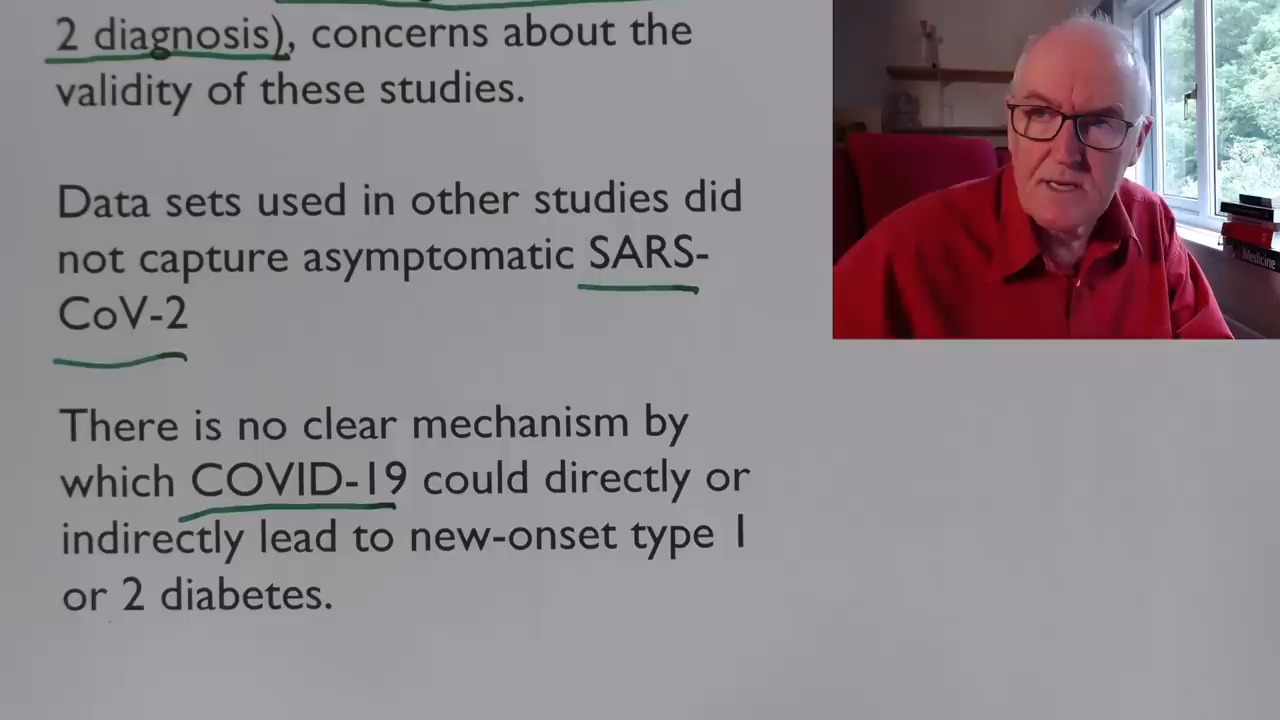 2 diagnosis), concerns about the
validity of these studies.
Data sets used in other studies did
not capture asymptomatic SARS-
CoV-2
There is no clear mechanism by
which COVID-19 could directly or
indirectly lead to new-onset type 1
or 2 diabetes.
Medicine